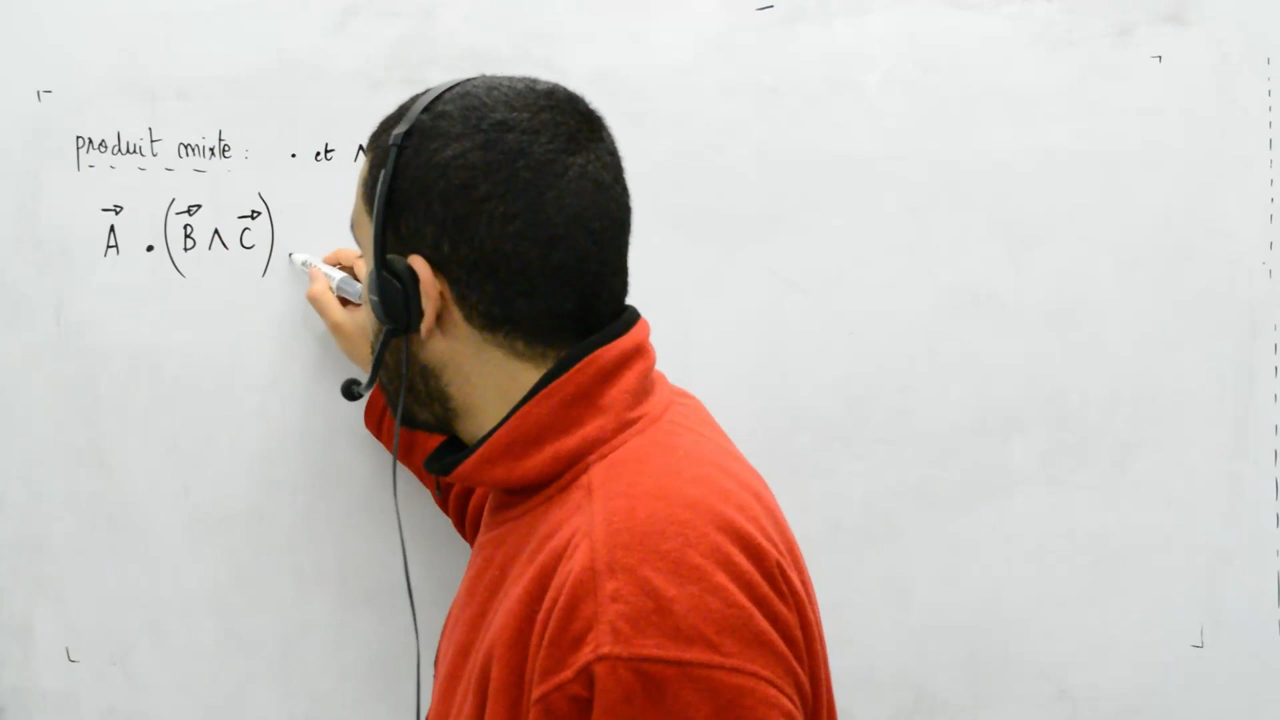 produit mixte : . et ∧
A⃗ . (B⃗ ∧ C⃗)